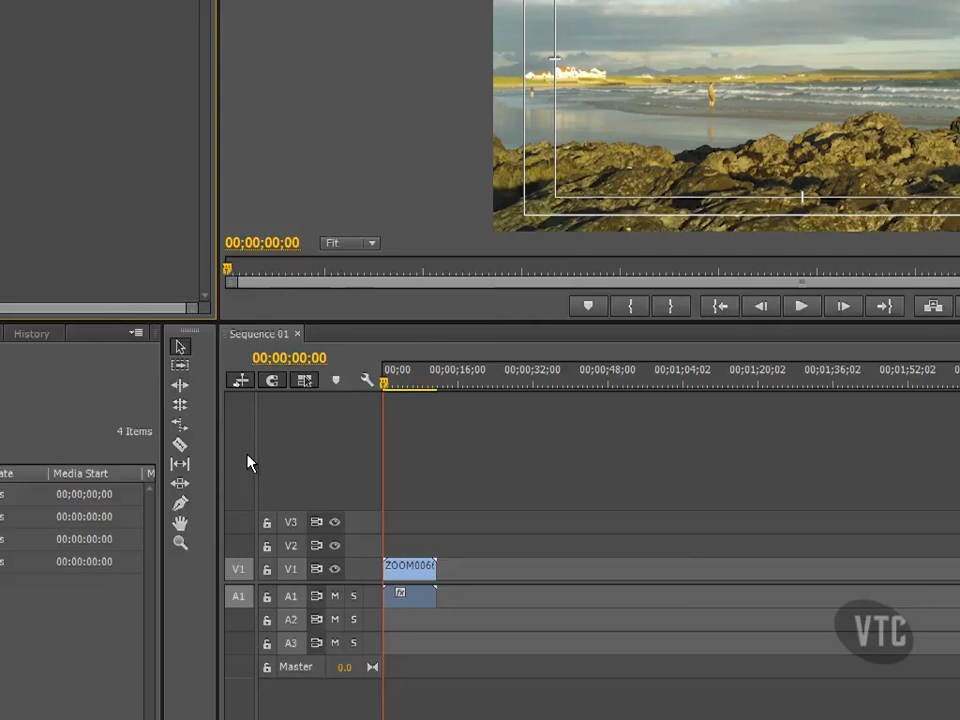 00;00;00;00
Fit
History
Sequence 01
00;00;00;00
00;00
00;00;16;00
00;00;32;00
00;00;48;00
00;01;04;02
00;01;20;02
00;01;36;02
00;01;52;02
4 Items
Media Start
M
00;00;00;00
00:00:00:00
00:00:00:00
00:00:00:00
V3
V2
V1
V1
ZOOM006
A1
A1
M
S
A2
M
S
A3
M
S
Master
0.0
VTC